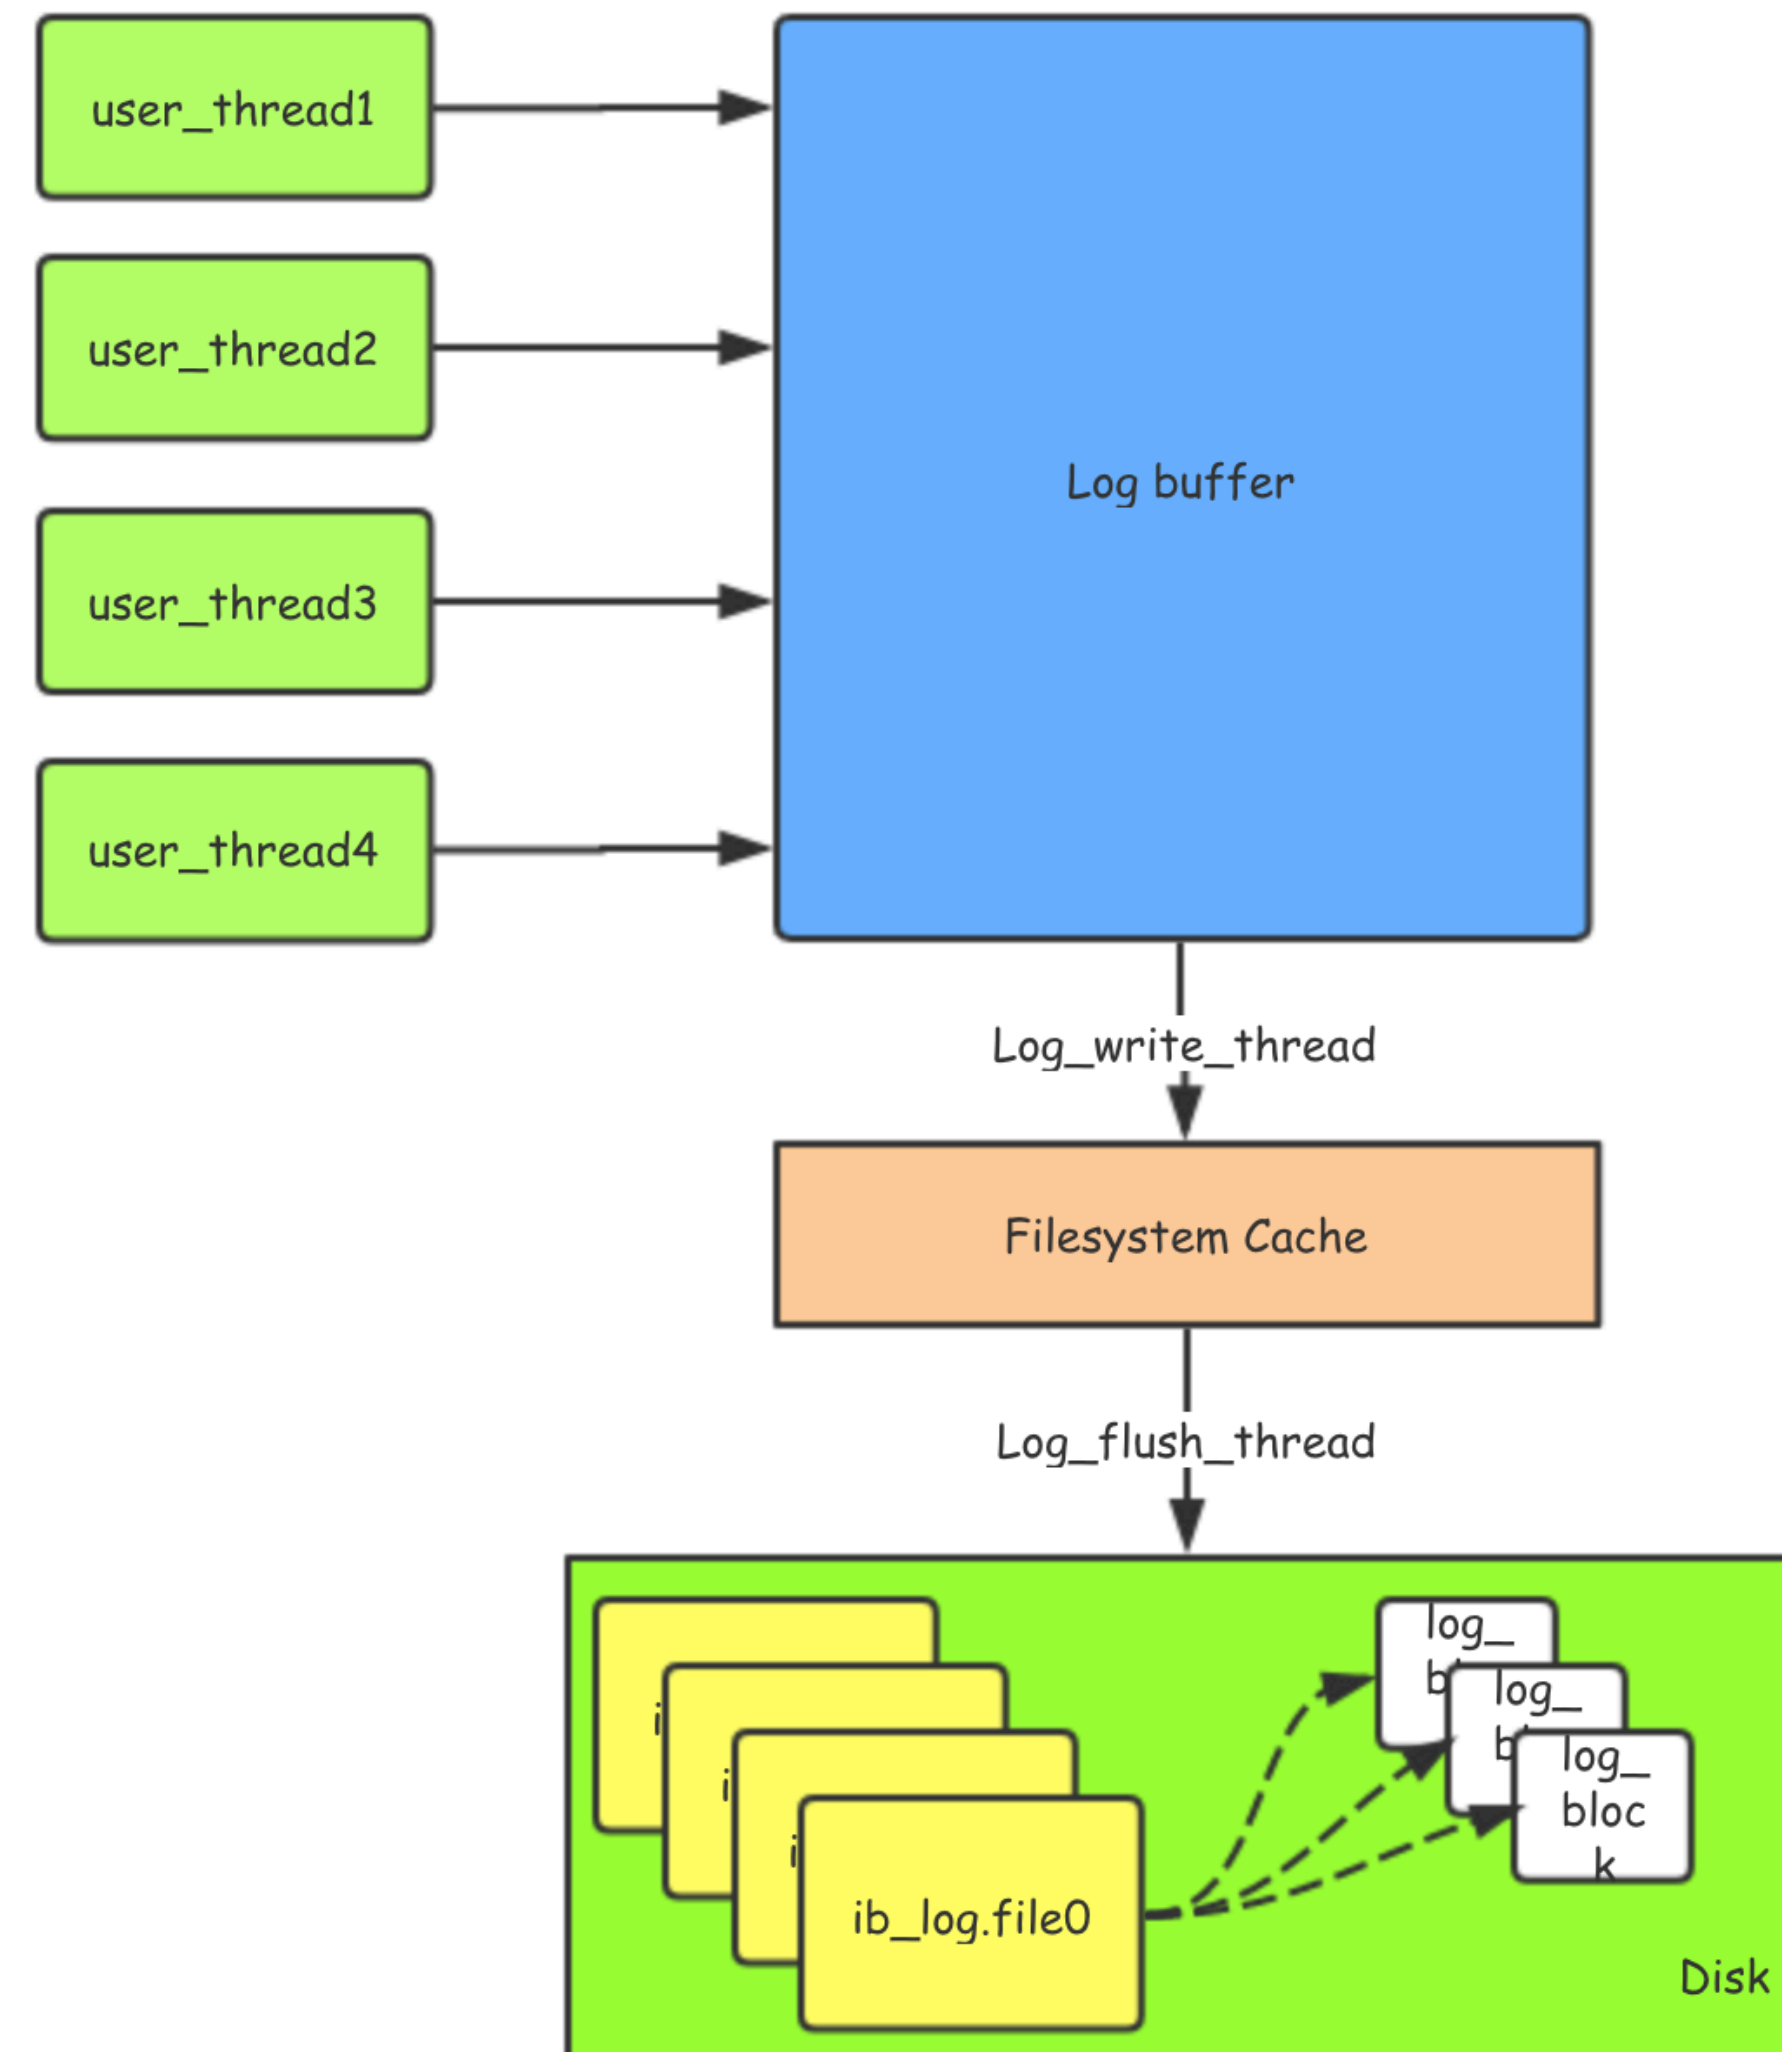 user_thread1
user_thread2
user_thread3
user_thread4
Log buffer
Log_write_thread
Filesystem Cache
Log_flush_thread
log_
log_
log_
bloc
k
ib_log.file0
Disk